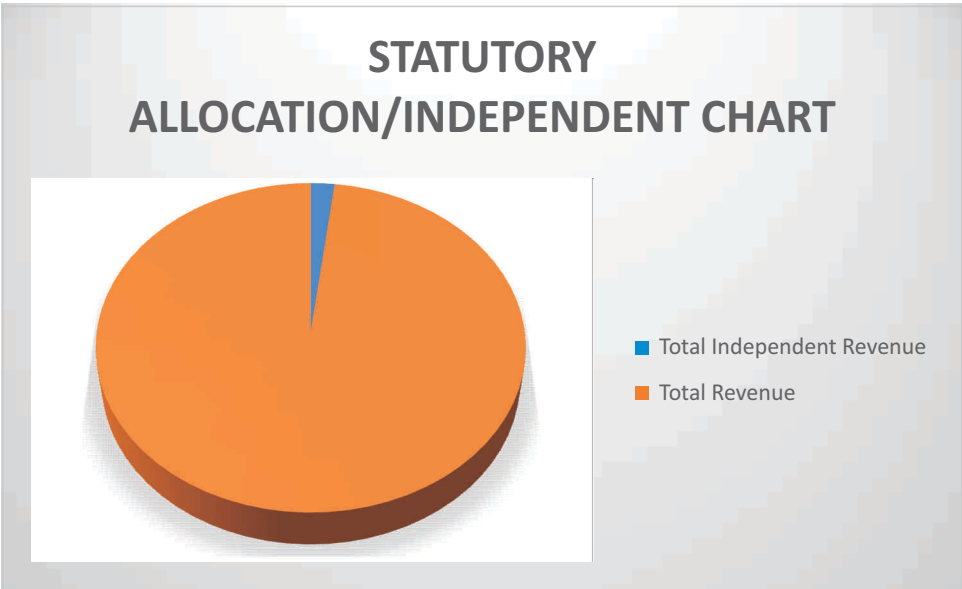 STATUTORY
ALLOCATION/INDEPENDENT CHART
Total Independent Revenue
Total Revenue